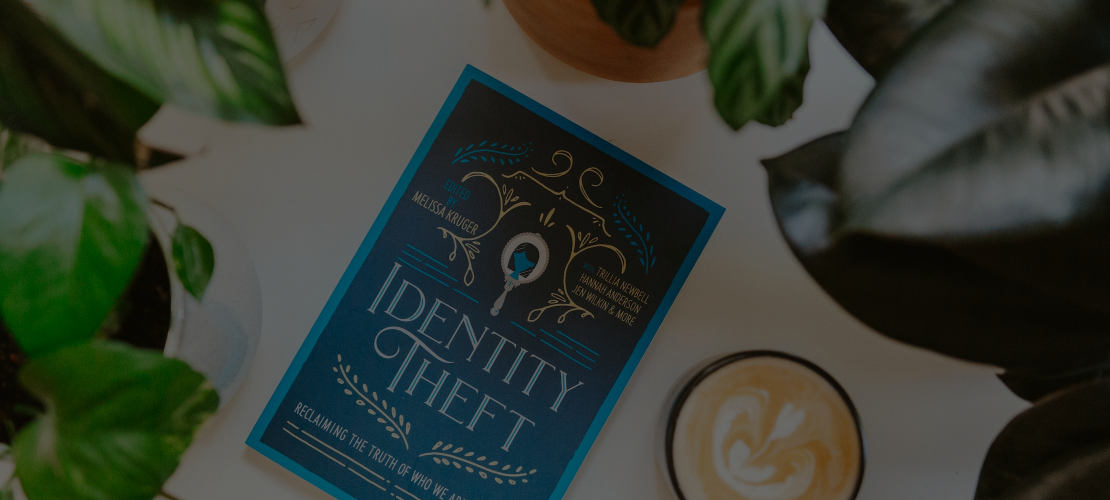 EDITED
BY
MELISSA KRUGER
TRILLIA NEWBELL
HANNAH ANDERSON
JEN WILKIN & MORE
IDENTITY
THEFT
RECLAIMING THE TRUTH OF WHO WE